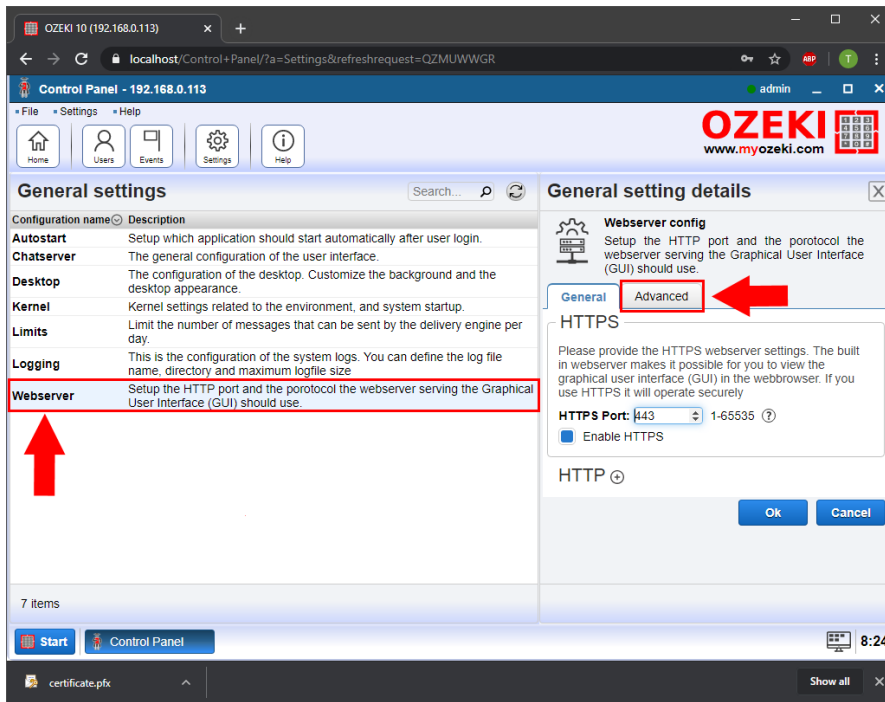 OZEKI 10 (192.168.0.113)
localhost/Control+Panel/?a=Settings&refreshrequest=QZMUWWGR
ABP
T
Control Panel - 192.168.0.113
admin
File Settings Help
Home
Users
Events
Settings
Help
OZEKI
www.myozeki.com
General settings
Search...
Configuration name Description
Autostart Setup which application should start automatically after user login.
Chatserver The general configuration of the user interface.
Desktop The configuration of the desktop. Customize the background and the
desktop appearance.
Kernel Kernel settings related to the environment, and system startup.
Limits Limit the number of messages that can be sent by the delivery engine per
day.
Logging This is the configuration of the system logs. You can define the log file
name, directory and maximum logfile size
Webserver Setup the HTTP port and the porotocol the webserver serving the Graphical
User Interface (GUI) should use.
7 items
General setting details
Webserver config
Setup the HTTP port and the porotocol the
webserver serving the Graphical User Interface
(GUI) should use.
General Advanced
HTTPS
Please provide the HTTPS webserver settings. The built
in webserver makes it possible for you to view the
graphical user interface (GUI) in the webbrowser. If you
use HTTPS it will operate securely
HTTPS Port: 443 1-65535 ?
Enable HTTPS
HTTP
Ok Cancel
Start Control Panel
8:24
certificate.pfx
Show all